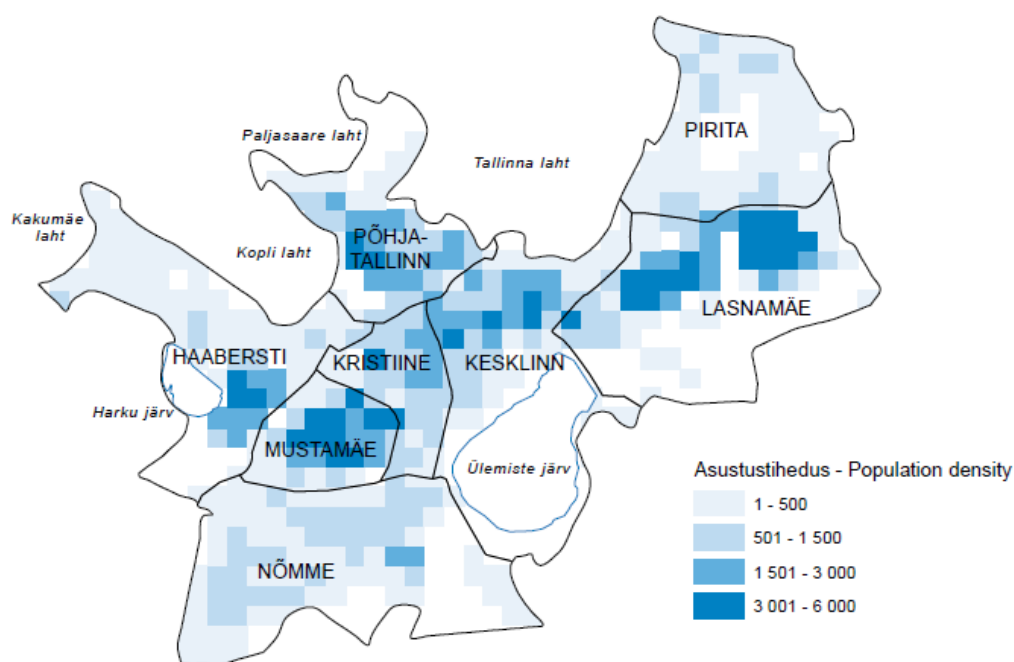 Paljasaare laht
Tallinna laht
PIRITA
Kakumäe
laht
Kopli laht
PÕHJA-
TALLINN
LASNAMÄE
HAABERSTI
KRISTIINE
KESKLINN
Harku järv
MUSTAMÄE
Ülemiste järv
NÕMME
Asustustihedus - Population density
1 - 500
501 - 1 500
1 501 - 3 000
3 001 - 6 000